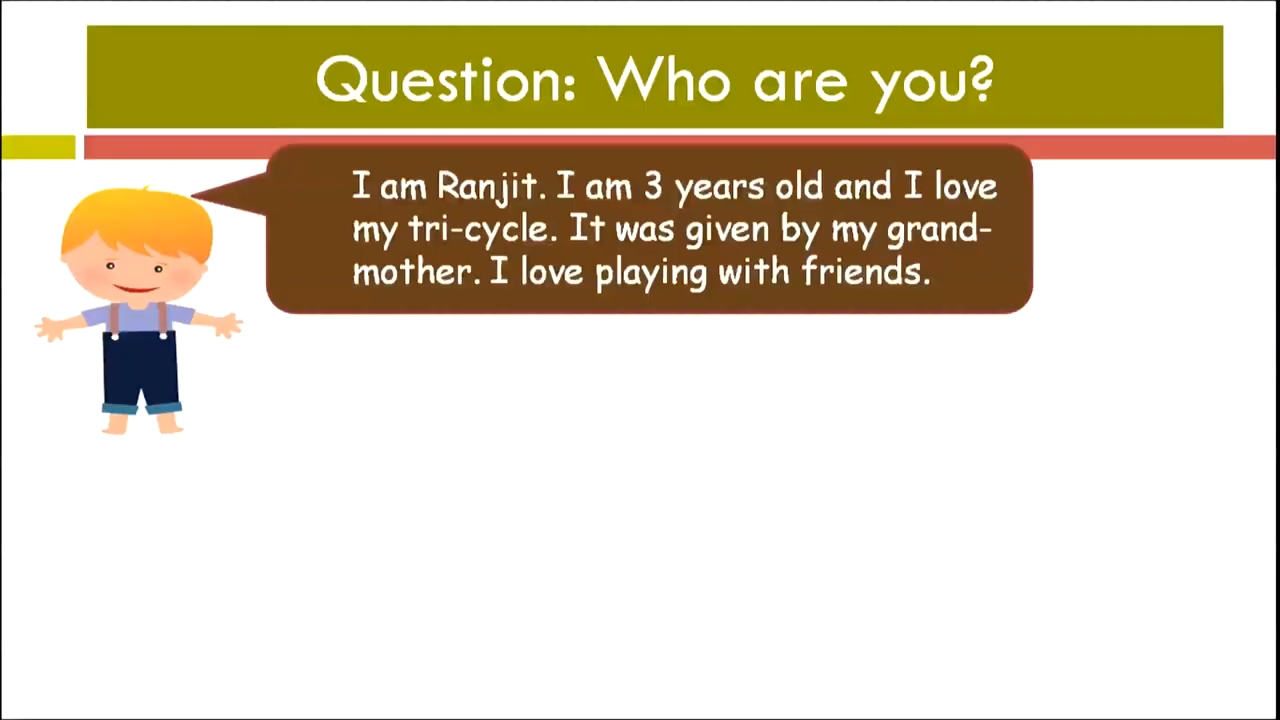 Question: Who are you?
I am Ranjit. I am 3 years old and I love
my tri-cycle. It was given by my grand-
mother. I love playing with friends.